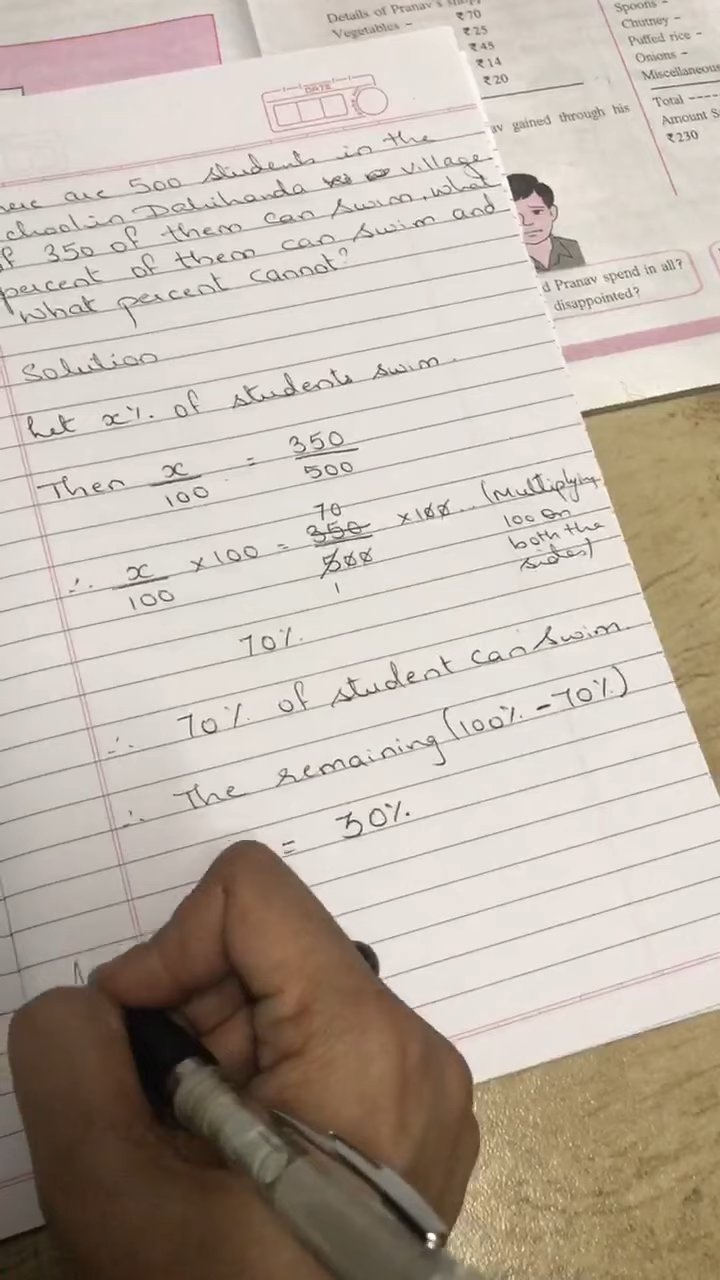 Details of Pranav's
Vegetables - ₹70
₹25
₹45
₹14
₹20
Spoons -
Chutney -
Puffed rice -
Onions -
Miscellaneous
Total ----
Amount S
₹230
av gained through his
d Pranav spend in all?
disappointed?
DATE
ere are 500 students in the
chool in Dahihanda village
f 350 of them can swim, what
percent of them can swim and
what percent cannot?
Solution
Let x% of students swim.
Then x/100 = 350/500
∴ x/100 × 100 = 350/500 × 100 ... (Multiplying
70
1
100 on
both the
sides)
70%
∴ 70% of student can swim.
∴ The remaining (100% - 70%)
= 30%